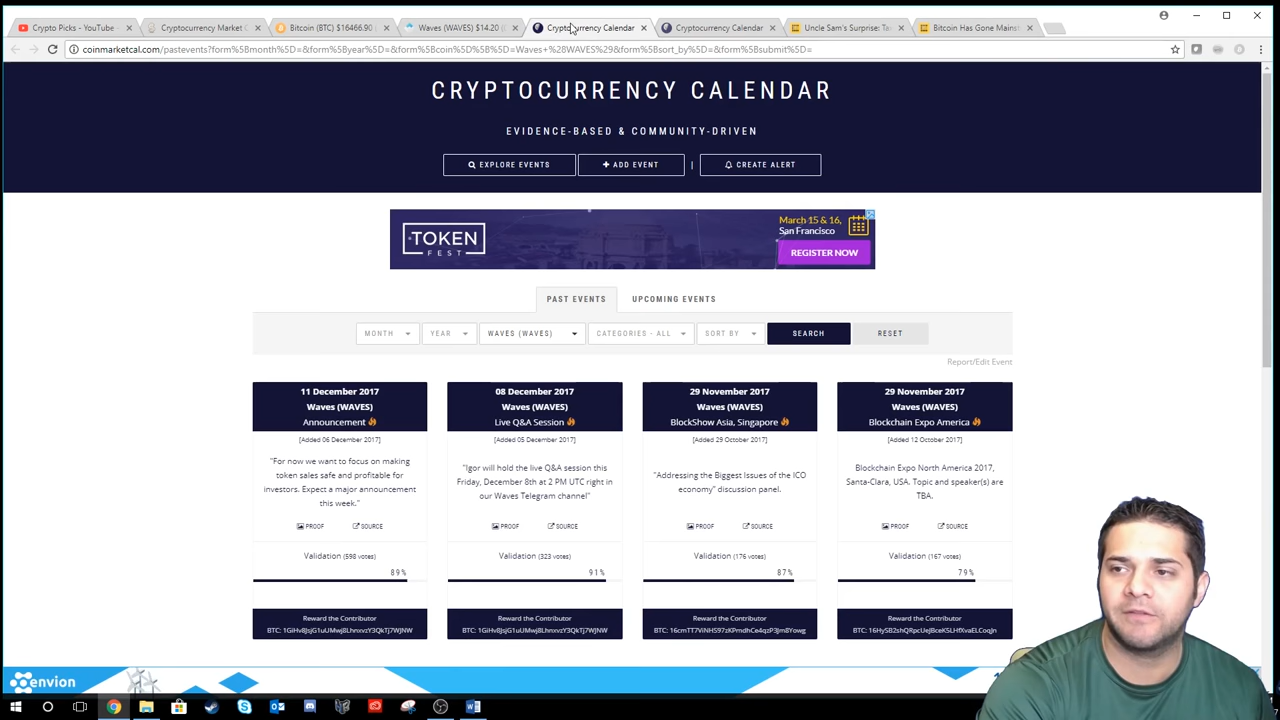 Crypto Picks - YouTube
Cryptocurrency Market C
Bitcoin (BTC) $16466.90
Waves (WAVES) $14.20 (
Cryptocurrency Calendar
Cryptocurrency Calendar
Uncle Sam's Surprise: Ta
Bitcoin Has Gone Mainst
coinmarketcal.com/pastevents?form%5Bmonth%5D=&form%5Byear%5D=&form%5Bcoin%5D%5B%5D=Waves+%28WAVES%29&form%5Bsort_by%5D=&form%5Bsubmit%5D=
CRYPTOCURRENCY CALENDAR
EVIDENCE-BASED & COMMUNITY-DRIVEN
EXPLORE EVENTS
+ ADD EVENT
|
CREATE ALERT
TOKEN
FEST
March 15 & 16,
San Francisco
REGISTER NOW
PAST EVENTS
UPCOMING EVENTS
MONTH
YEAR
WAVES (WAVES)
CATEGORIES - ALL
SORT BY
SEARCH
RESET
Report/Edit Event
11 December 2017
Waves (WAVES)
Announcement
[Added 06 December 2017]
"For now we want to focus on making
token sales safe and profitable for
investors. Expect a major announcement
this week."
PROOF SOURCE
Validation (598 votes)
89%
Reward the Contributor
08 December 2017
Waves (WAVES)
Live Q&A Session
[Added 05 December 2017]
"Igor will hold the live Q&A session this
Friday, December 8th at 2 PM UTC right in
our Waves Telegram channel"
PROOF SOURCE
Validation (323 votes)
91%
Reward the Contributor
29 November 2017
Waves (WAVES)
BlockShow Asia, Singapore
[Added 29 October 2017]
"Addressing the Biggest Issues of the ICO
economy" discussion panel.
PROOF SOURCE
Validation (176 votes)
87%
Reward the Contributor
29 November 2017
Waves (WAVES)
Blockchain Expo America
[Added 12 October 2017]
Blockchain Expo North America 2017,
Santa-Clara, USA. Topic and speaker(s) are
TBA.
PROOF SOURCE
Validation (167 votes)
79%
Reward the Contributor
envion